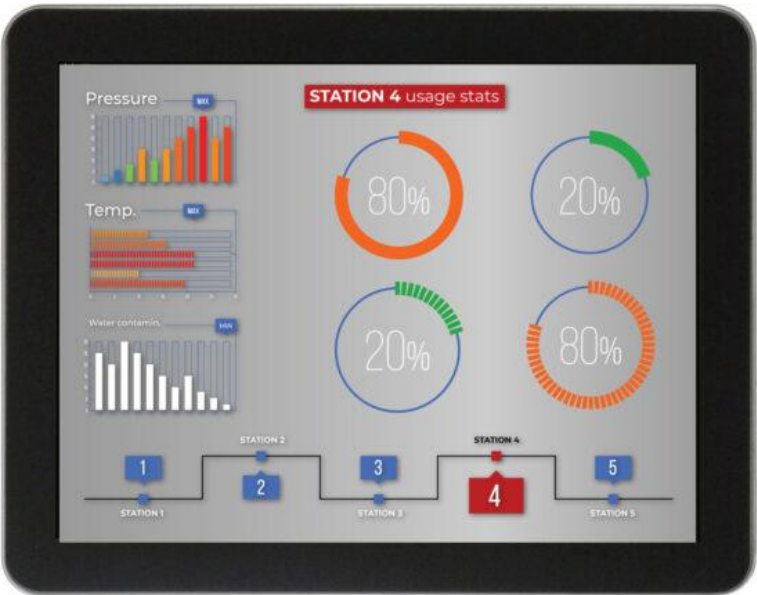 Pressure
MAX
STATION 4 usage stats
80%
20%
Temp.
MAX
20%
80%
Water contamin.
MIN
STATION 2
STATION 4
1
3
5
2
4
STATION 1
STATION 3
STATION 5